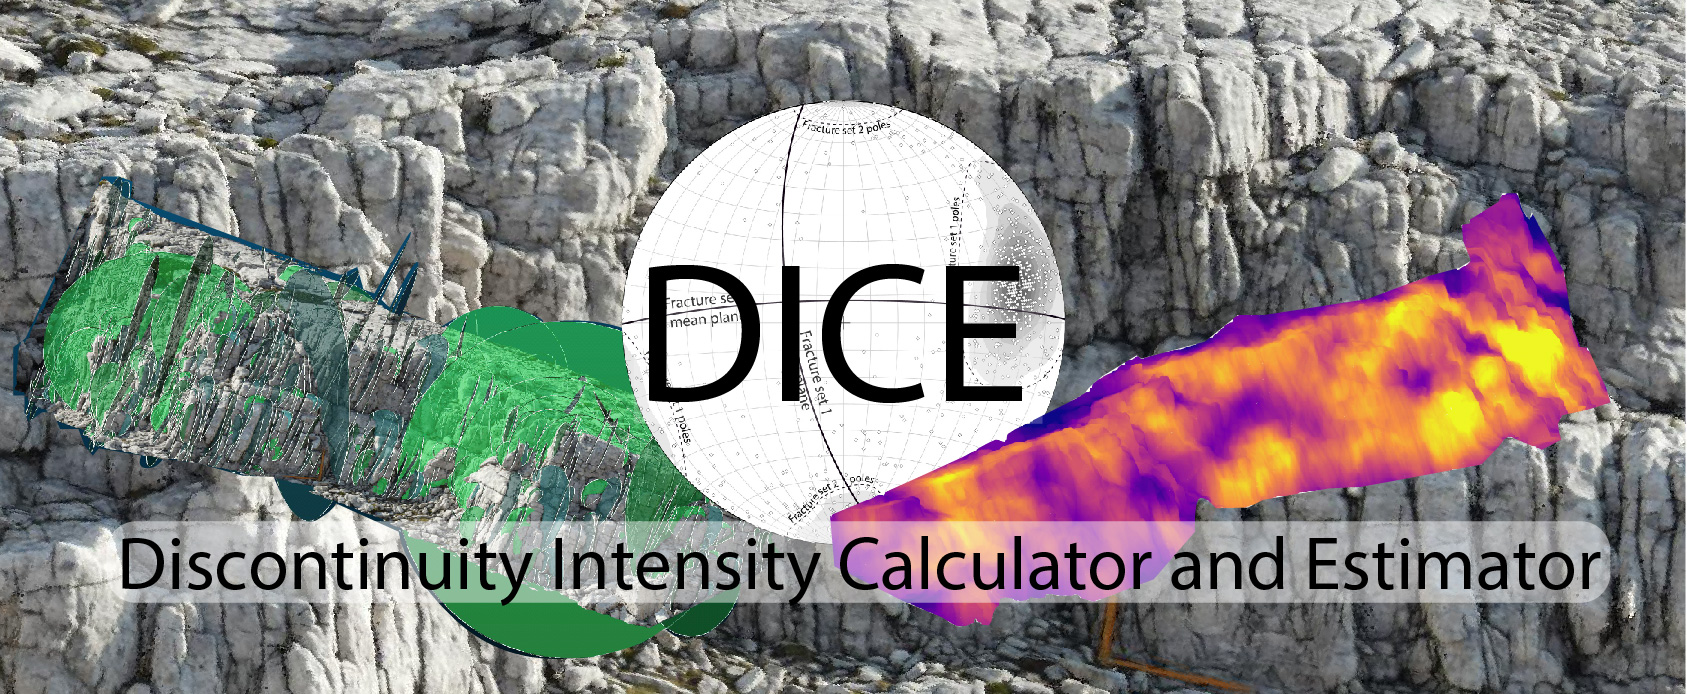 Fracture set 2 poles
ture set 1 poles
DICE
Fracture se
mean plan
Fracture set 1
plane
1 poles
Fracture set 2 poles
Discontinuity Intensity Calculator and Estimator